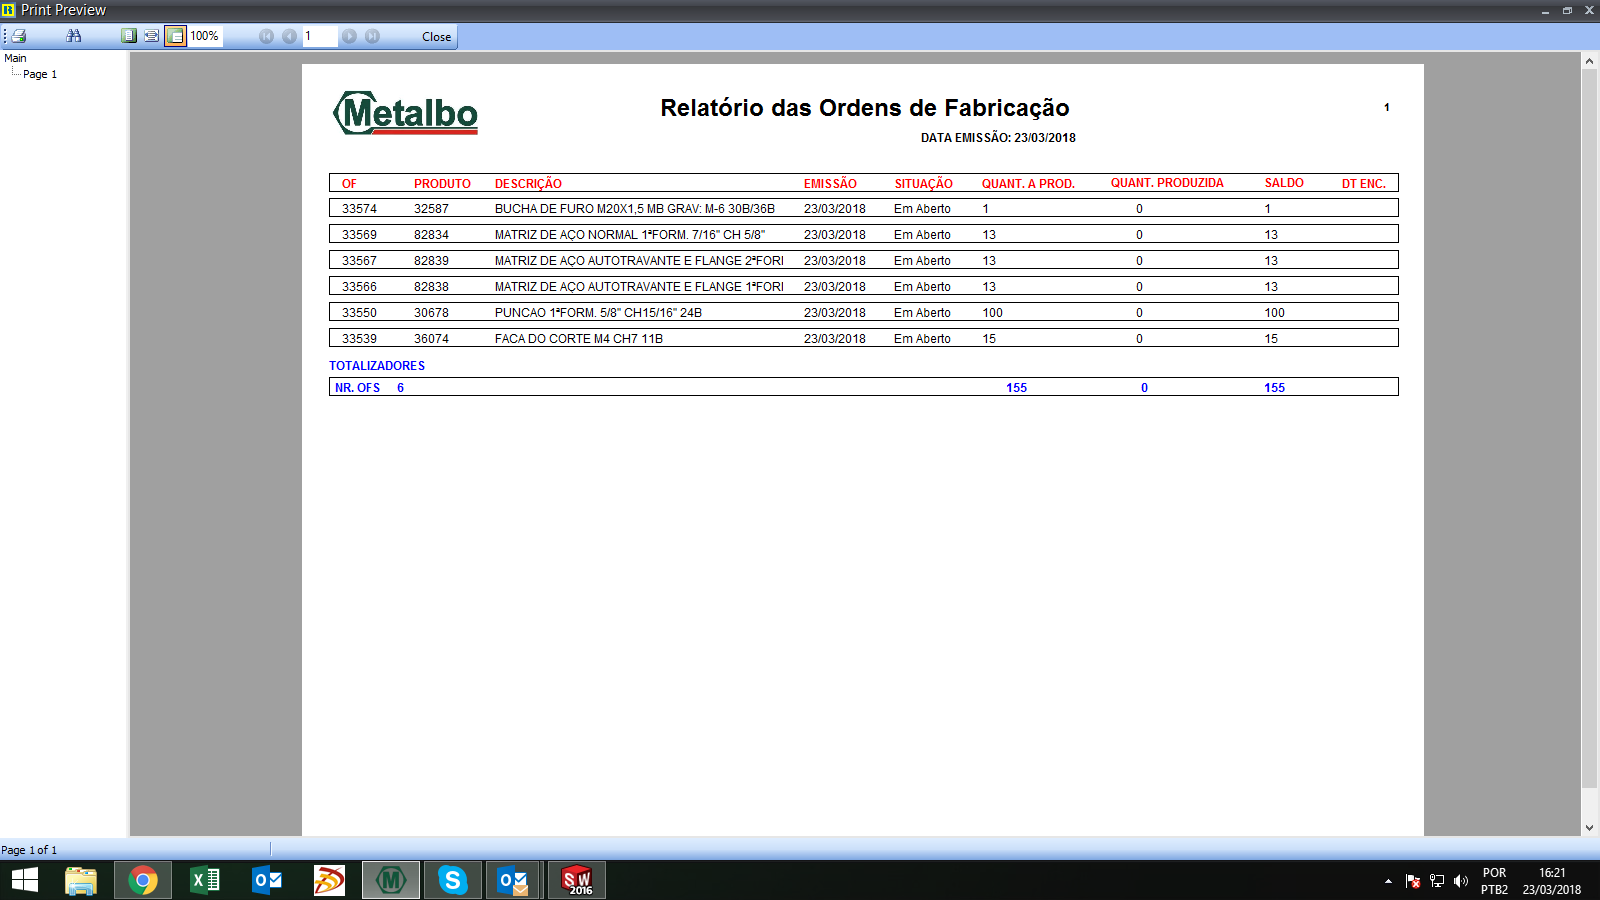 Print Preview
100%
1
Close
Main
Page 1
Metalbo
Relatório das Ordens de Fabricação
1
DATA EMISSÃO: 23/03/2018
OF PRODUTO DESCRIÇÃO EMISSÃO SITUAÇÃO QUANT. A PROD. QUANT. PRODUZIDA SALDO DT ENC.
33574 32587 BUCHA DE FURO M20X1,5 MB GRAV: M-6 30B/36B 23/03/2018 Em Aberto 1 0 1
33569 82834 MATRIZ DE AÇO NORMAL 1ªFORM. 7/16" CH 5/8" 23/03/2018 Em Aberto 13 0 13
33567 82839 MATRIZ DE AÇO AUTOTRAVANTE E FLANGE 2ªFORI 23/03/2018 Em Aberto 13 0 13
33566 82838 MATRIZ DE AÇO AUTOTRAVANTE E FLANGE 1ªFORI 23/03/2018 Em Aberto 13 0 13
33550 30678 PUNCAO 1ªFORM. 5/8" CH15/16" 24B 23/03/2018 Em Aberto 100 0 100
33539 36074 FACA DO CORTE M4 CH7 11B 23/03/2018 Em Aberto 15 0 15
TOTALIZADORES
NR. OFS 6 155 0 155
Page 1 of 1
SW
2016
POR
PTB2
16:21
23/03/2018